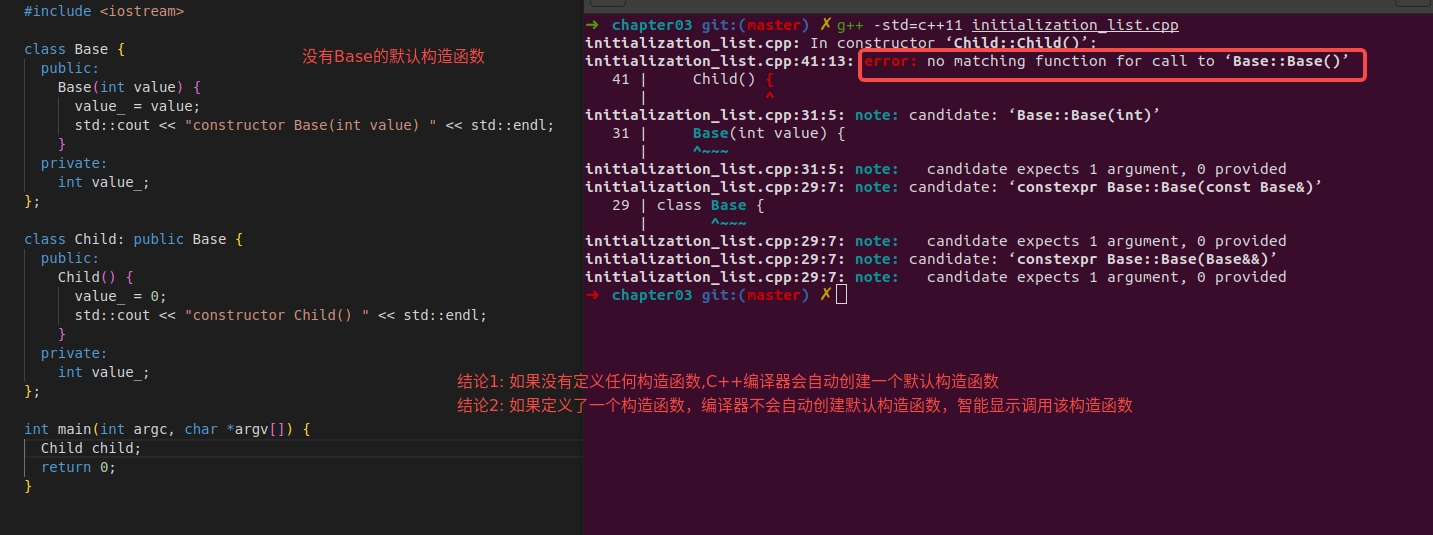 #include <iostream>
class Base {
没有Base的默认构造函数
public:
Base(int value) {
value_ = value;
std::cout << "constructor Base(int value) " << std::endl;
}
private:
int value_;
};
class Child: public Base {
public:
Child() {
value_ = 0;
std::cout << "constructor Child() " << std::endl;
}
private:
int value_;
};
int main(int argc, char *argv[]) {
Child child;
return 0;
}
➜ chapter03 git:(master) ✗ g++ -std=c++11 initialization_list.cpp
initialization_list.cpp: In constructor ‘Child::Child()’:
initialization_list.cpp:41:13: error: no matching function for call to ‘Base::Base()’
41 | Child() {
| ^
initialization_list.cpp:31:5: note: candidate: ‘Base::Base(int)’
31 | Base(int value) {
| ^~~~
initialization_list.cpp:31:5: note: candidate expects 1 argument, 0 provided
initialization_list.cpp:29:7: note: candidate: ‘constexpr Base::Base(const Base&)’
29 | class Base {
| ^~~~
initialization_list.cpp:29:7: note: candidate expects 1 argument, 0 provided
initialization_list.cpp:29:7: note: candidate: ‘constexpr Base::Base(Base&&)’
initialization_list.cpp:29:7: note: candidate expects 1 argument, 0 provided
➜ chapter03 git:(master) ✗
结论1: 如果没有定义任何构造函数,C++编译器会自动创建一个默认构造函数
结论2: 如果定义了一个构造函数，编译器不会自动创建默认构造函数，智能显示调用该构造函数